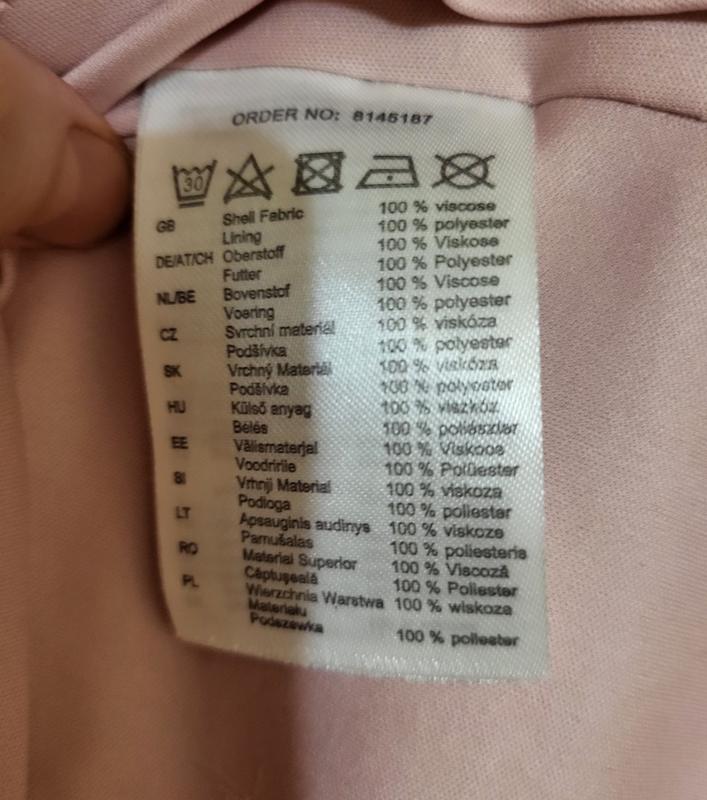 ORDER NO: 8145187
30
GB Shell Fabric 100 % viscose
Lining 100 % polyester
DE/AT/CH Oberstoff 100 % Viskose
Futter 100 % Polyester
NL/BE Bovenstof 100 % Viscose
Voering 100 % polyester
CZ Svrchní materiál 100 % viskóza
Podšívka 100 % polyester
SK Vrchný Materiál 100 % viskóza
Podšívka 100 % polyester
HU Külső anyag 100 % viszkóz
Bélés 100 % poliészter
EE Välismaterjal 100 % Viskoos
Voodririie 100 % Polüester
SI Vrhnji Material 100 % viskoza
Podloga 100 % poliester
LT Apsauginis audinys 100 % viskoze
Pamušalas 100 % poliesteris
RO Material Superior 100 % Viscoză
Căptuşeală 100 % Poliester
PL Wierzchnia Warstwa 100 % wiskoza
Materiału
Podszewka 100 % poliester